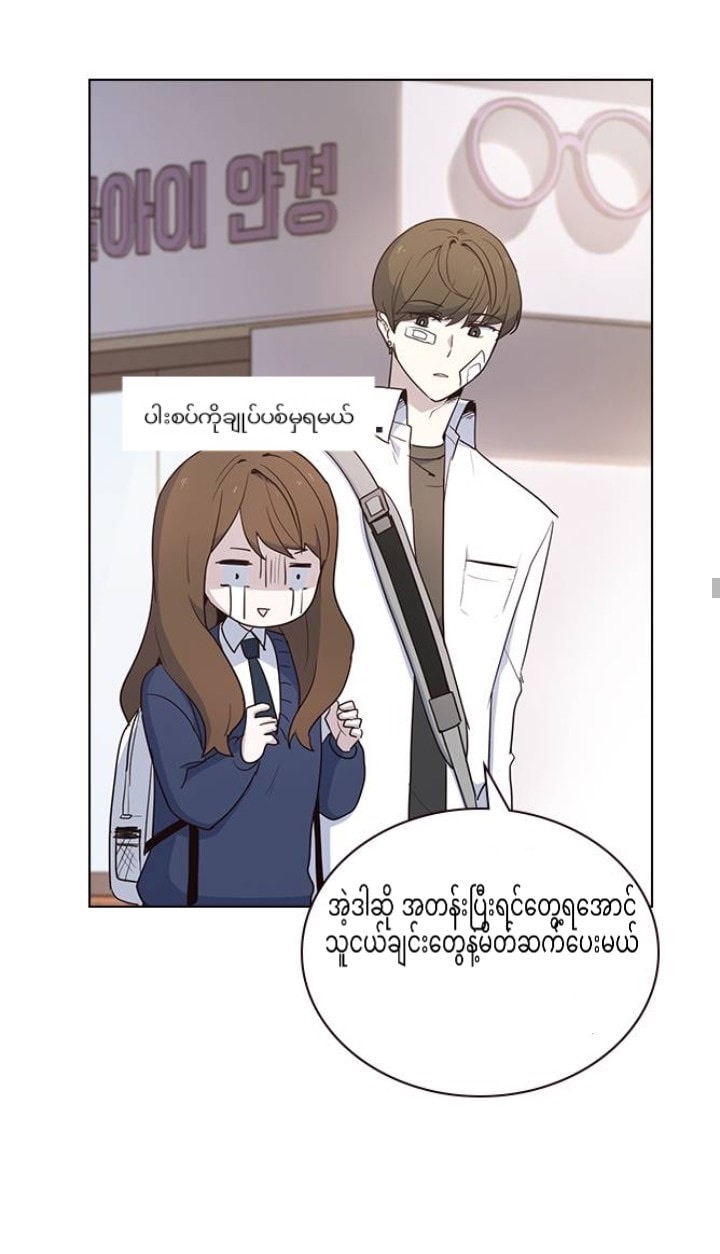 아이 안경
ပါးစပ်ကိုချုပ်ပစ်မှရမယ်
အဲ့ဒါဆို အတန်းပြီးရင်တွေ့ရအောင်
သူငယ်ချင်းတွေနဲ့မိတ်ဆက်ပေးမယ်